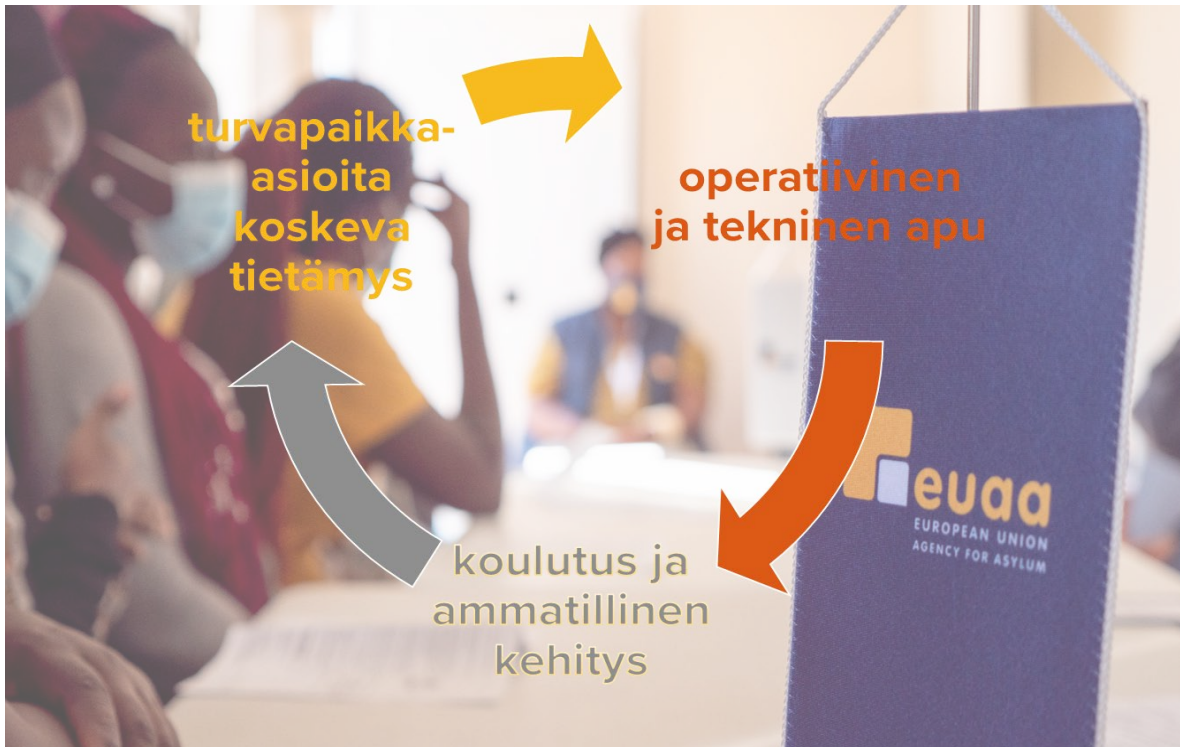 turvapaikka-
asioita
koskeva
tietämys
operatiivinen
ja tekninen apu
koulutus ja
ammatillinen
kehitys
euaa
EUROPEAN UNION
AGENCY FOR ASYLUM